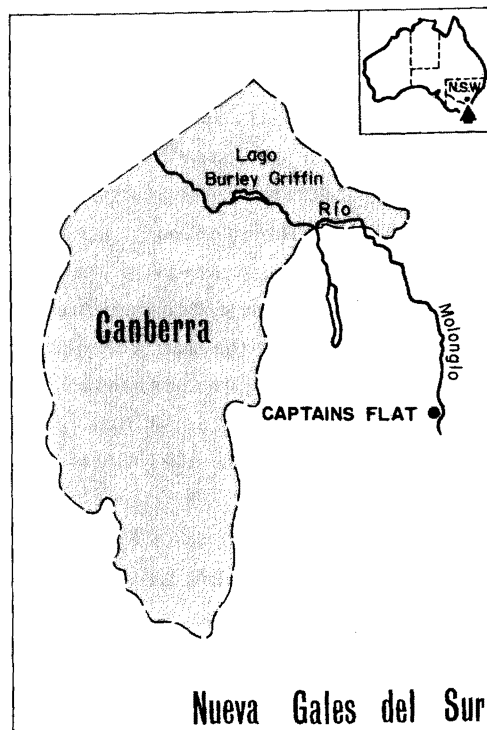 N.S.W.
Lago
Burley Griffin
Río
Molonglo
Canberra
CAPTAINS FLAT
Nueva Gales del Sur